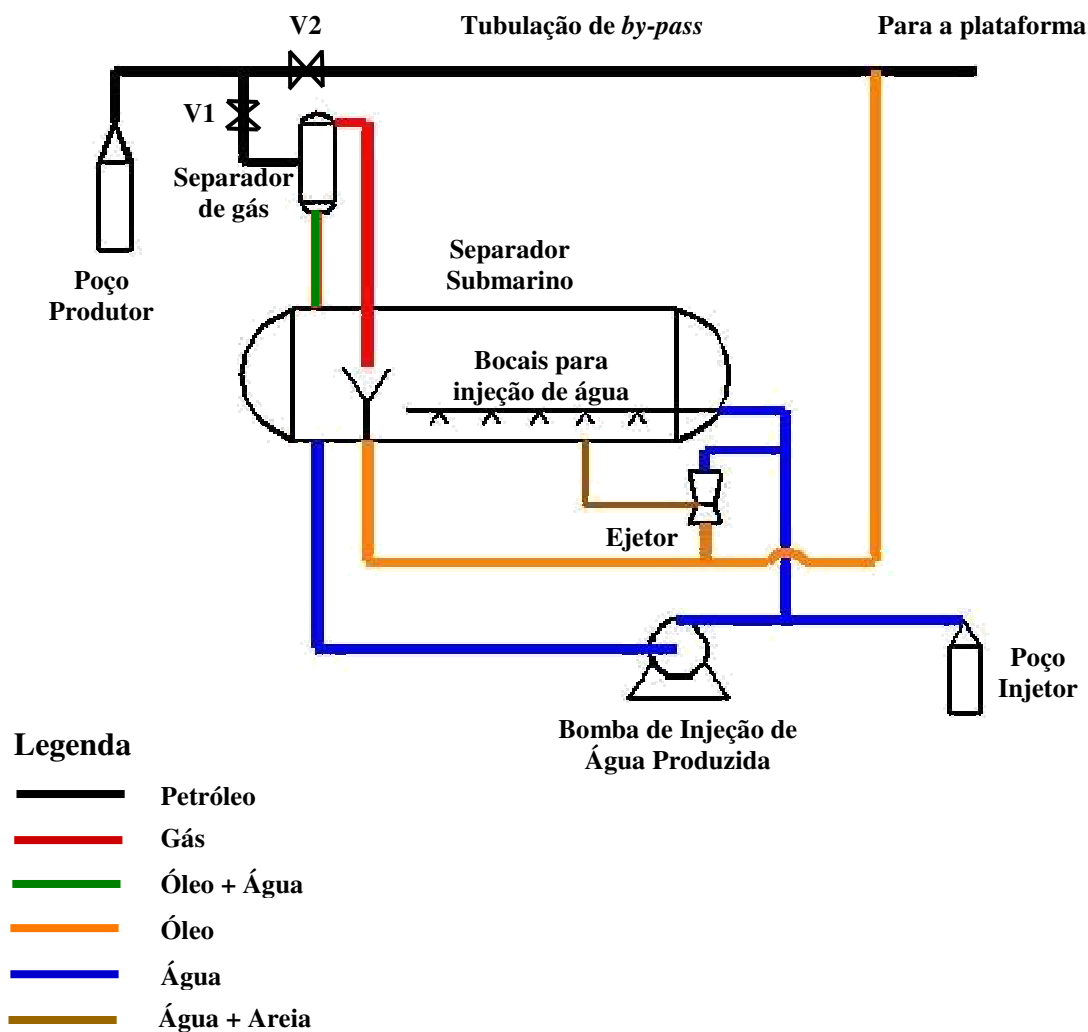 V2
Tubulação de by-pass
Para a plataforma
V1
Separador
de gás
Poço
Produtor
Separador
Submarino
Bocais para
injeção de água
Ejetor
Bomba de Injeção de
Água Produzida
Poço
Injetor
Legenda
Petróleo
Gás
Óleo + Água
Óleo
Água
Água + Areia